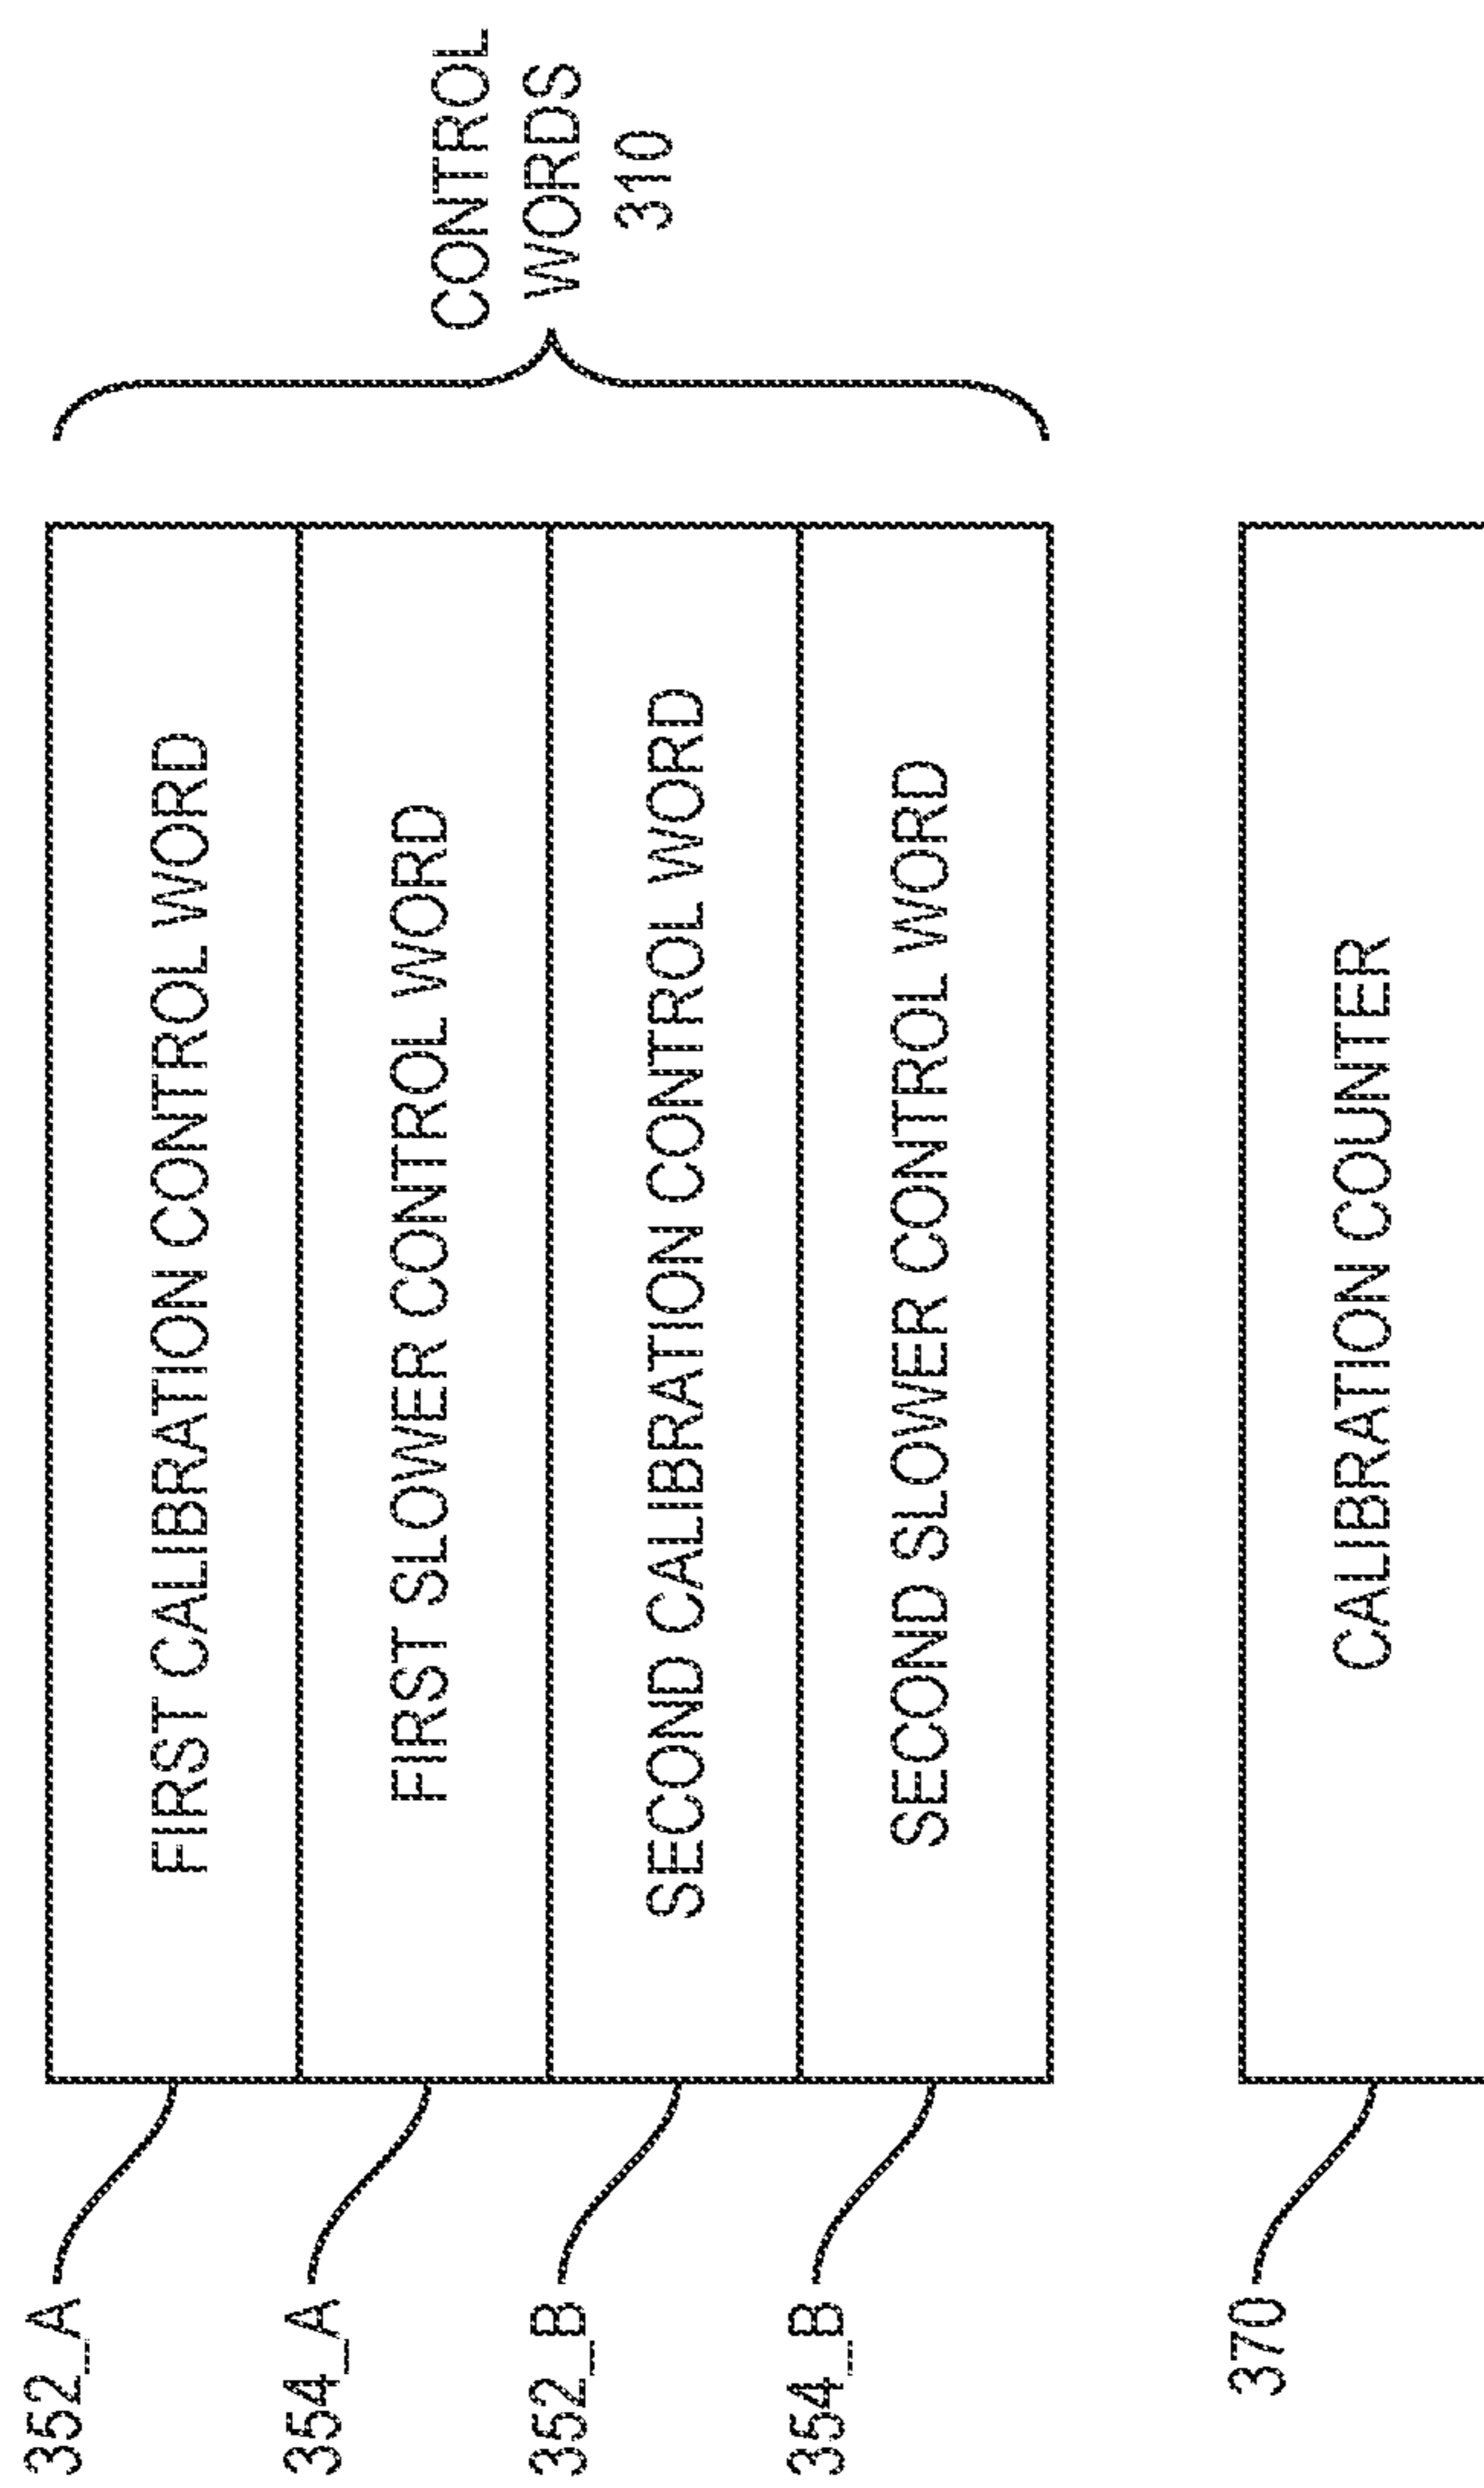 352_A
FIRST CALIBRATION CONTROL WORD
354_A
FIRST SLOWER CONTROL WORD
352_B
SECOND CALIBRATION CONTROL WORD
354_B
SECOND SLOWER CONTROL WORD
CONTROL
WORDS
310
370
CALIBRATION COUNTER